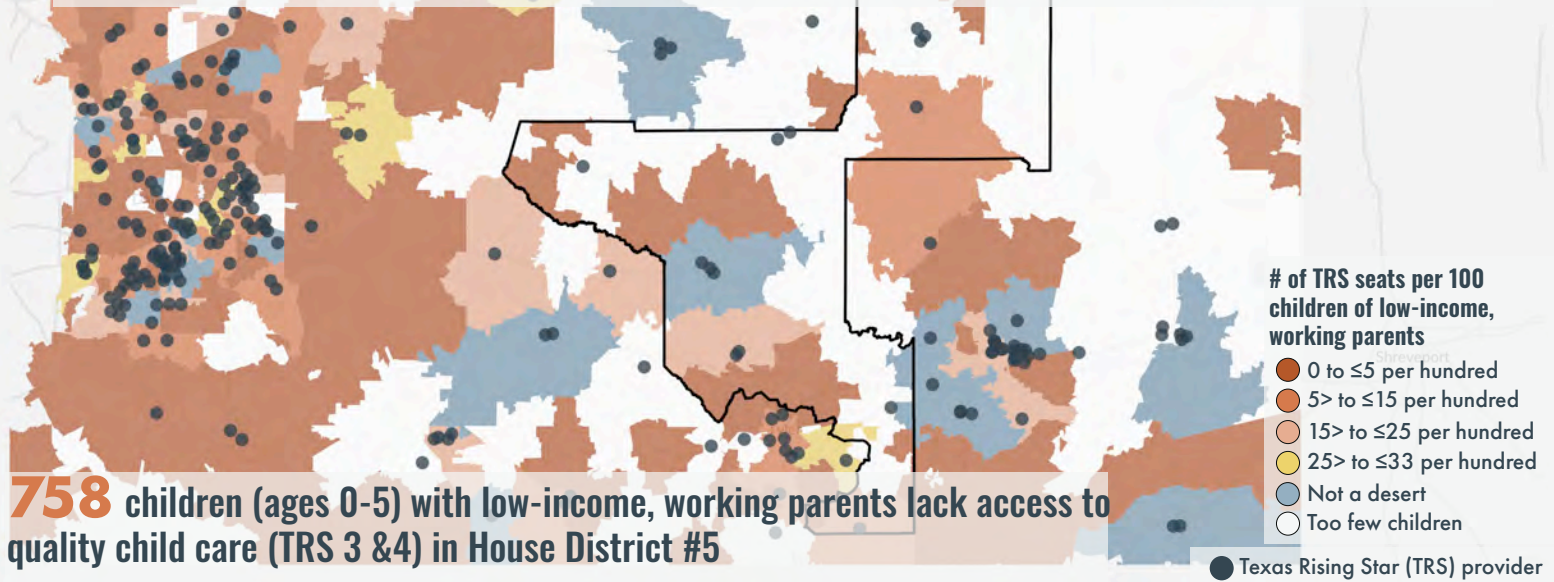 # of TRS seats per 100
children of low-income,
working parents
Shreveport
0 to ≤5 per hundred
5> to ≤15 per hundred
15> to ≤25 per hundred
25> to ≤33 per hundred
Not a desert
Too few children
Texas Rising Star (TRS) provider
758 children (ages 0-5) with low-income, working parents lack access to
quality child care (TRS 3 &4) in House District #5